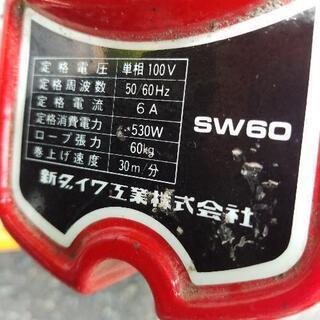 定格電圧 単相100V
定格周波数 50/60Hz
定格電流 6A
定格消費電力 530W
ロープ張力 60kg
巻上げ速度 30m/分
SW60
新ダイワ工業株式会社